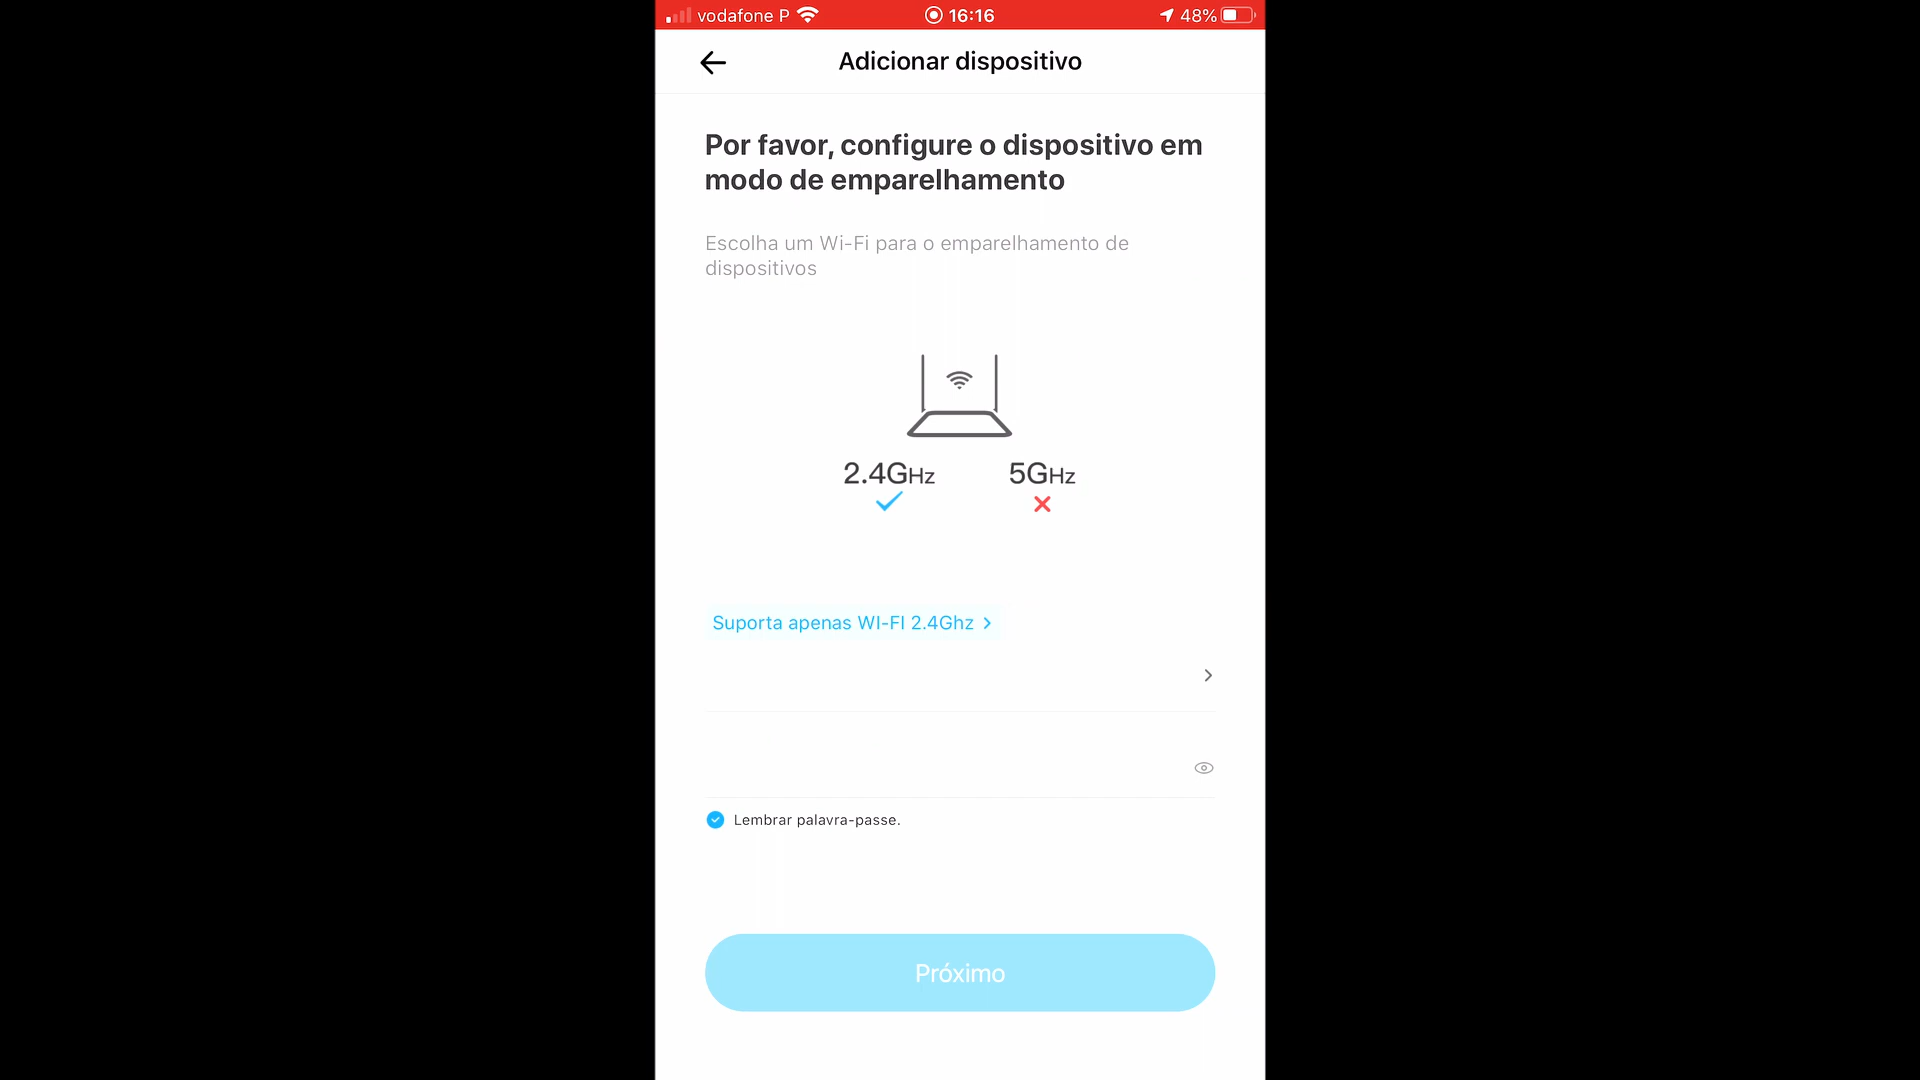 vodafone P 16:16 48%
Adicionar dispositivo
Por favor, configure o dispositivo em
modo de emparelhamento
Escolha um Wi-Fi para o emparelhamento de
dispositivos
2.4GHz 5GHz
Suporta apenas WI-FI 2.4Ghz
Lembrar palavra-passe.
Próximo